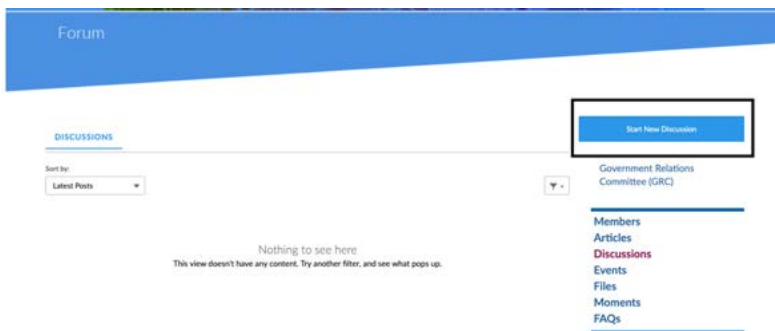 Forum
DISCUSSIONS
Sort by:
Latest Posts
Nothing to see here
This view doesn't have any content. Try another filter, and see what pops up.
Start New Discussion
Government Relations
Committee (GRC)
Members
Articles
Discussions
Events
Files
Moments
FAQs